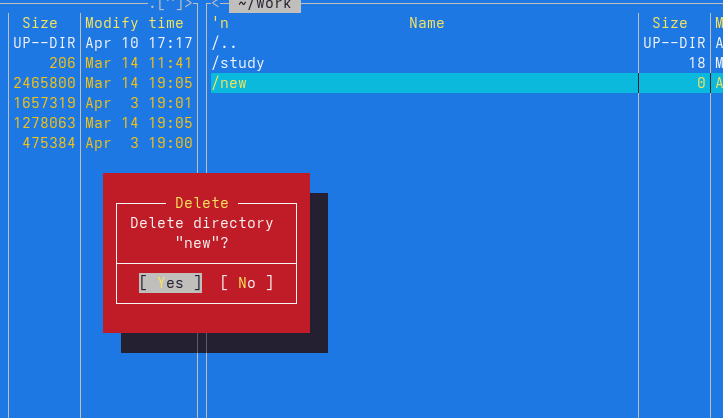 .[^]> < ~/Work
Size Modify time 'n Name Size M
UP--DIR Apr 10 17:17 /.. UP--DIR A
206 Mar 14 11:41 /study 18 M
2465800 Mar 14 19:05 /new 0 A
1657319 Apr 3 19:01
1278063 Mar 14 19:05
475384 Apr 3 19:00
Delete
Delete directory
"new"?
[ Yes ] [ No ]